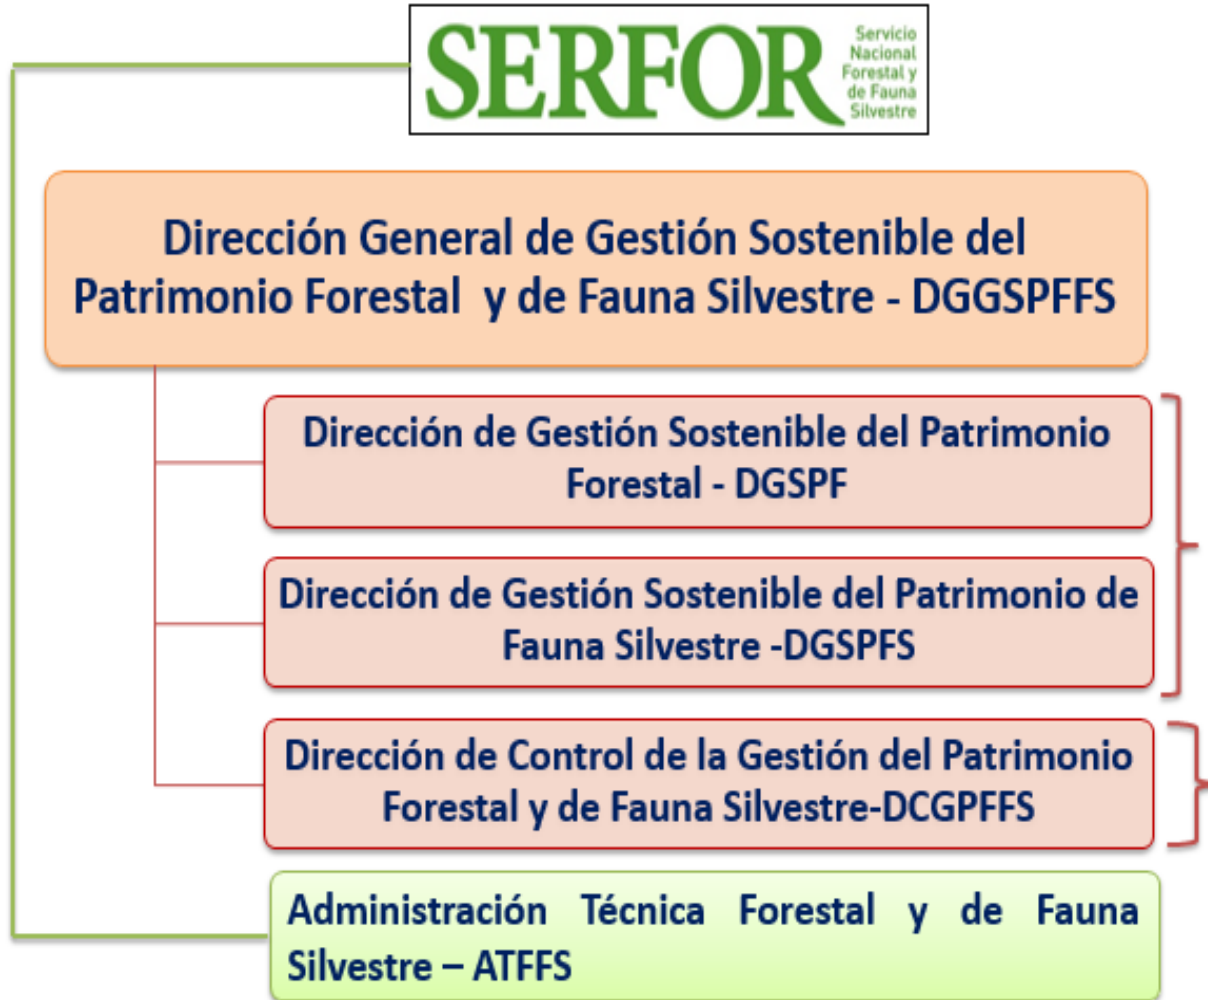 SERFOR
Servicio
Nacional
Forestal y
de Fauna
Silvestre
Dirección General de Gestión Sostenible del
Patrimonio Forestal y de Fauna Silvestre - DGGSPFFS
Dirección de Gestión Sostenible del Patrimonio
Forestal - DGSPF
Dirección de Gestión Sostenible del Patrimonio de
Fauna Silvestre -DGSPFS
Dirección de Control de la Gestión del Patrimonio
Forestal y de Fauna Silvestre-DCGPFFS
Administración Técnica Forestal y de Fauna
Silvestre – ATFFS